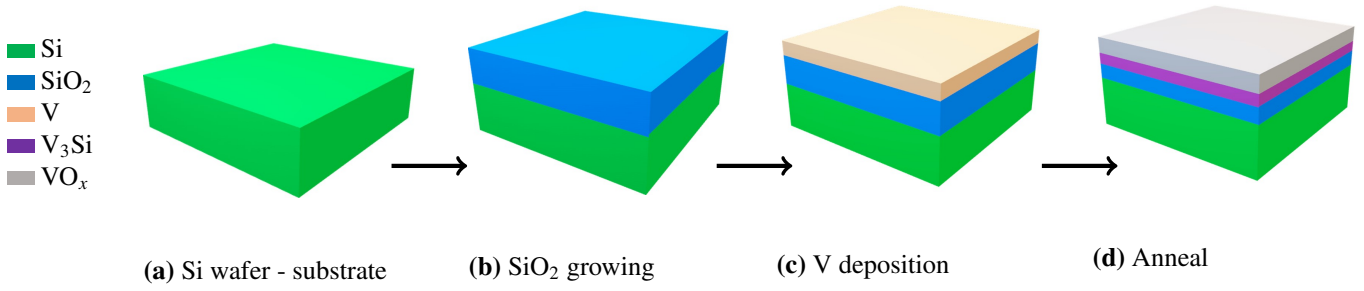 Si
SiO₂
V
V₃Si
VOₓ
(a) Si wafer - substrate
(b) SiO₂ growing
(c) V deposition
(d) Anneal